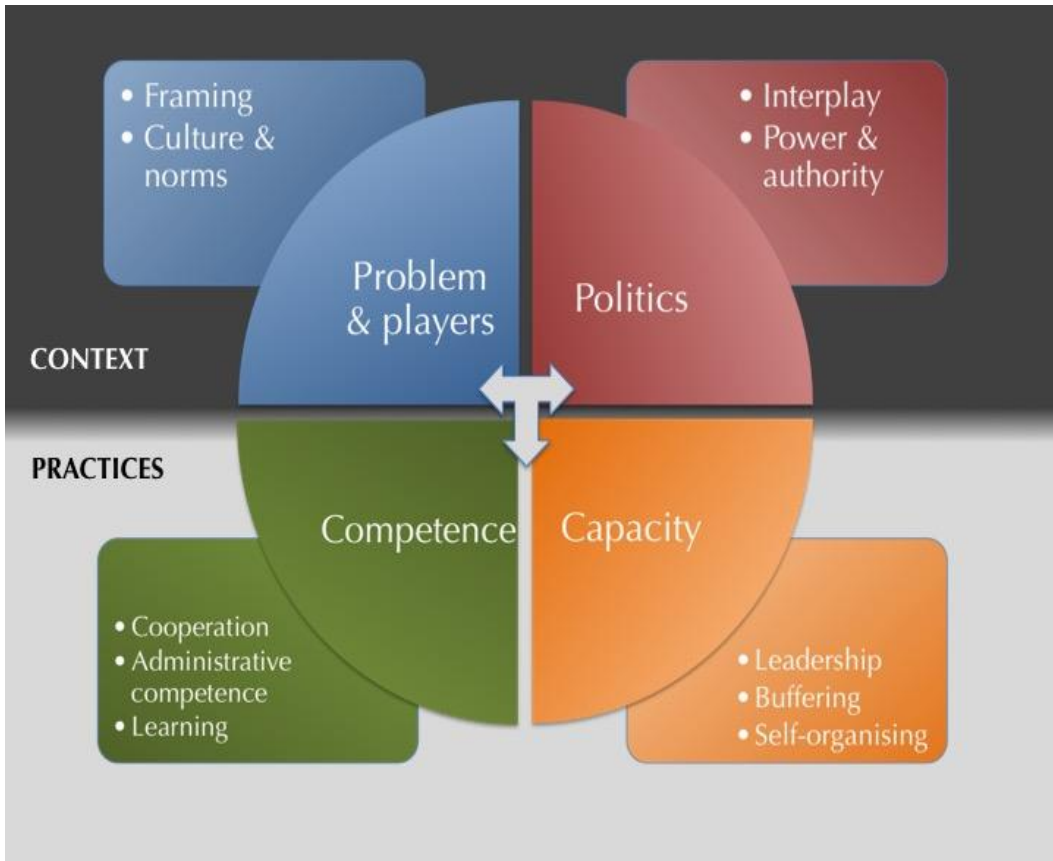 • Framing
• Culture &
norms
• Interplay
• Power &
authority
Problem
& players
Politics
CONTEXT
PRACTICES
Competence
Capacity
• Cooperation
• Administrative
competence
• Learning
• Leadership
• Buffering
• Self-organising